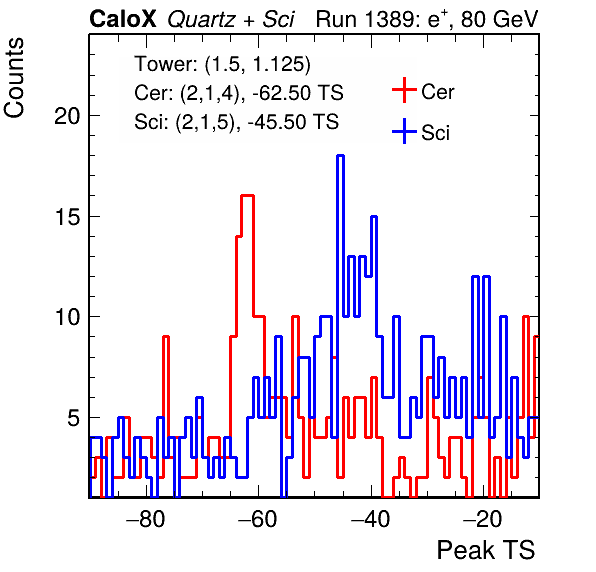 CaloX Quartz + Sci Run 1389: e+, 80 GeV
Counts
Tower: (1.5, 1.125)
Cer: (2,1,4), -62.50 TS
Sci: (2,1,5), -45.50 TS
Cer
Sci
20
15
10
5
−80 −60 −40 −20
Peak TS